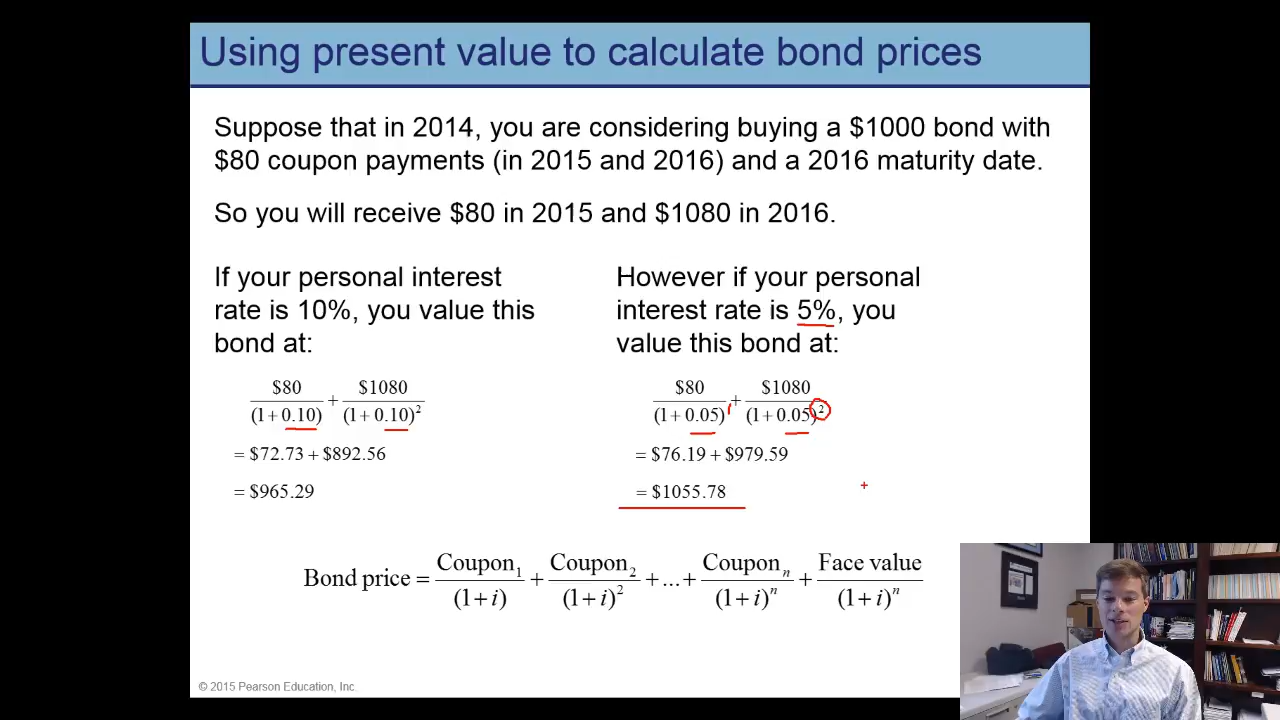 Using present value to calculate bond prices
Suppose that in 2014, you are considering buying a $1000 bond with
$80 coupon payments (in 2015 and 2016) and a 2016 maturity date.
So you will receive $80 in 2015 and $1080 in 2016.
If your personal interest
rate is 10%, you value this
bond at:
$80/(1 + 0.10) + $1080/(1 + 0.10)²
= $72.73 + $892.56
= $965.29
However if your personal
interest rate is 5%, you
value this bond at:
$80/(1 + 0.05)¹ + $1080/(1 + 0.05)²
= $76.19 + $979.59
= $1055.78
Bond price = Coupon₁/(1 + i) + Coupon₂/(1 + i)² + ... + Couponₙ/(1 + i)ⁿ + Face value/(1 + i)ⁿ
© 2015 Pearson Education, Inc